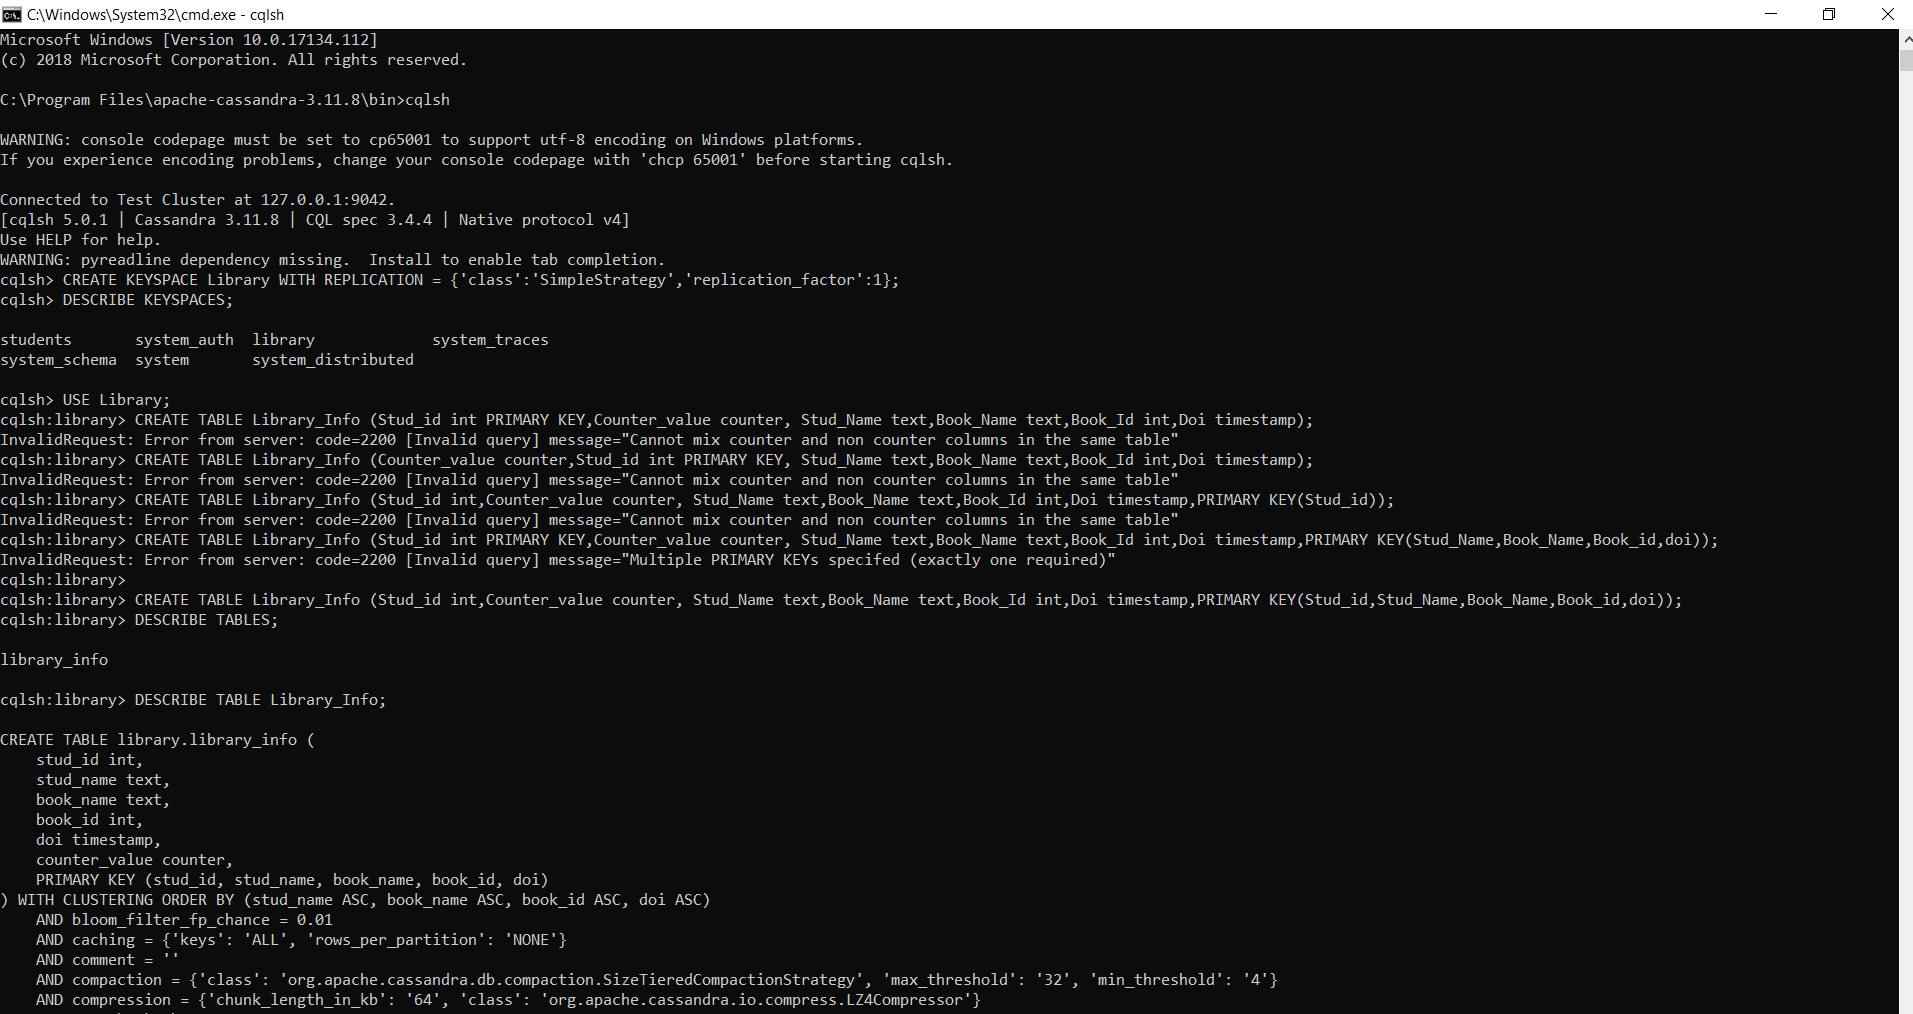 C:\Windows\System32\cmd.exe - cqlsh
Microsoft Windows [Version 10.0.17134.112]
(c) 2018 Microsoft Corporation. All rights reserved.
C:\Program Files\apache-cassandra-3.11.8\bin>cqlsh
WARNING: console codepage must be set to cp65001 to support utf-8 encoding on Windows platforms.
If you experience encoding problems, change your console codepage with 'chcp 65001' before starting cqlsh.
Connected to Test Cluster at 127.0.0.1:9042.
[cqlsh 5.0.1 | Cassandra 3.11.8 | CQL spec 3.4.4 | Native protocol v4]
Use HELP for help.
WARNING: pyreadline dependency missing.  Install to enable tab completion.
cqlsh> CREATE KEYSPACE Library WITH REPLICATION = {'class':'SimpleStrategy','replication_factor':1};
cqlsh> DESCRIBE KEYSPACES;
students       system_auth  library             system_traces
system_schema  system       system_distributed
cqlsh> USE Library;
cqlsh:library> CREATE TABLE Library_Info (Stud_id int PRIMARY KEY,Counter_value counter, Stud_Name text,Book_Name text,Book_Id int,Doi timestamp);
InvalidRequest: Error from server: code=2200 [Invalid query] message="Cannot mix counter and non counter columns in the same table"
cqlsh:library> CREATE TABLE Library_Info (Counter_value counter,Stud_id int PRIMARY KEY, Stud_Name text,Book_Name text,Book_Id int,Doi timestamp);
InvalidRequest: Error from server: code=2200 [Invalid query] message="Cannot mix counter and non counter columns in the same table"
cqlsh:library> CREATE TABLE Library_Info (Stud_id int,Counter_value counter, Stud_Name text,Book_Name text,Book_Id int,Doi timestamp,PRIMARY KEY(Stud_id));
InvalidRequest: Error from server: code=2200 [Invalid query] message="Cannot mix counter and non counter columns in the same table"
cqlsh:library> CREATE TABLE Library_Info (Stud_id int PRIMARY KEY,Counter_value counter, Stud_Name text,Book_Name text,Book_Id int,Doi timestamp,PRIMARY KEY(Stud_Name,Book_Name,Book_id,doi));
InvalidRequest: Error from server: code=2200 [Invalid query] message="Multiple PRIMARY KEYs specifed (exactly one required)"
cqlsh:library>
cqlsh:library> CREATE TABLE Library_Info (Stud_id int,Counter_value counter, Stud_Name text,Book_Name text,Book_Id int,Doi timestamp,PRIMARY KEY(Stud_id,Stud_Name,Book_Name,Book_id,doi));
cqlsh:library> DESCRIBE TABLES;
library_info
cqlsh:library> DESCRIBE TABLE Library_Info;
CREATE TABLE library.library_info (
    stud_id int,
    stud_name text,
    book_name text,
    book_id int,
    doi timestamp,
    counter_value counter,
    PRIMARY KEY (stud_id, stud_name, book_name, book_id, doi)
) WITH CLUSTERING ORDER BY (stud_name ASC, book_name ASC, book_id ASC, doi ASC)
    AND bloom_filter_fp_chance = 0.01
    AND caching = {'keys': 'ALL', 'rows_per_partition': 'NONE'}
    AND comment = ''
    AND compaction = {'class': 'org.apache.cassandra.db.compaction.SizeTieredCompactionStrategy', 'max_threshold': '32', 'min_threshold': '4'}
    AND compression = {'chunk_length_in_kb': '64', 'class': 'org.apache.cassandra.io.compress.LZ4Compressor'}